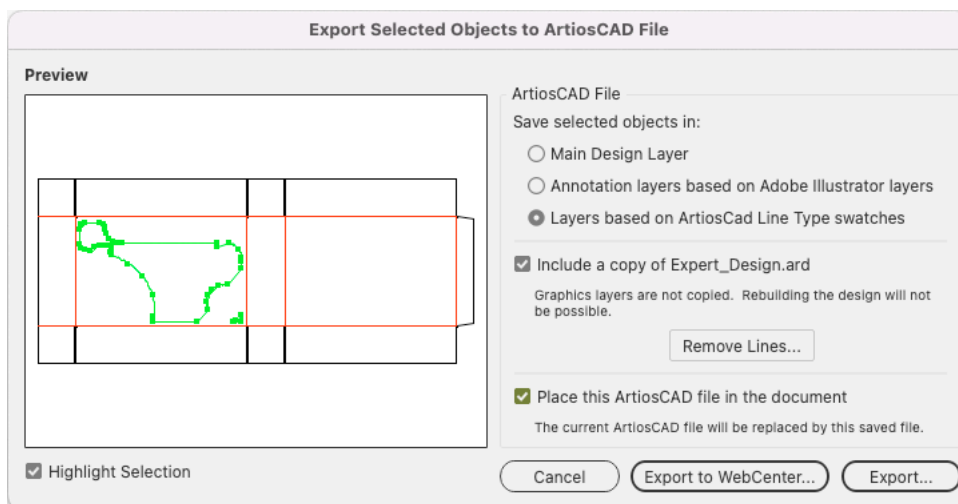 Export Selected Objects to ArtiosCAD File
Preview
ArtiosCAD File
Save selected objects in:
Main Design Layer
Annotation layers based on Adobe Illustrator layers
Layers based on ArtiosCad Line Type swatches
Include a copy of Expert_Design.ard
Graphics layers are not copied. Rebuilding the design will not
be possible.
Remove Lines...
Place this ArtiosCAD file in the document
The current ArtiosCAD file will be replaced by this saved file.
Highlight Selection
Cancel
Export to WebCenter...
Export...